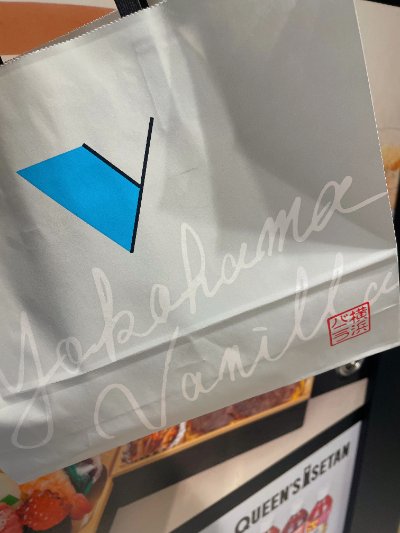 Yokohama
Vanilla
横浜
バニラ
QUEEN'S ISETAN